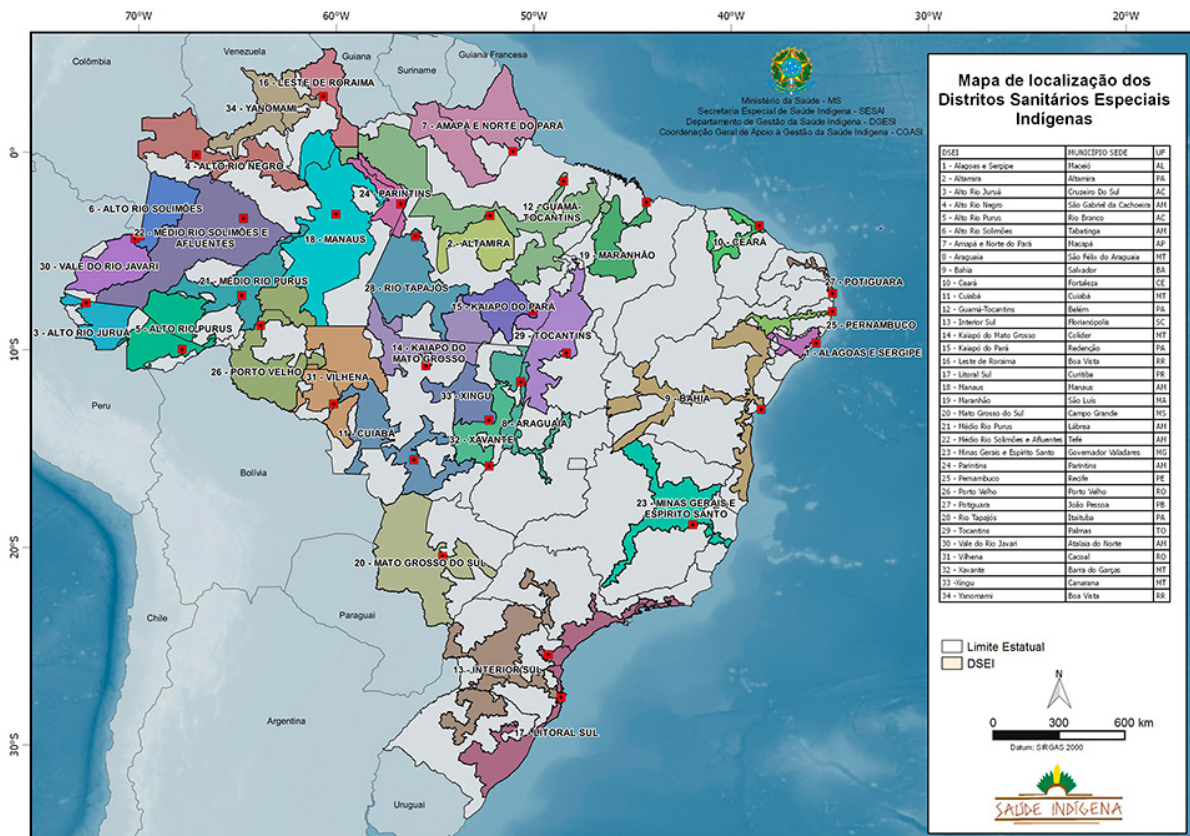 70°W
60°W
50°W
40°W
30°W
20°W
0°
10°S
20°S
30°S
0°
10°S
20°S
30°S
Colômbia
Venezuela
Guiana
Suriname
Guiana Francesa
Peru
Bolívia
Chile
Paraguai
Argentina
Uruguai
16 - LESTE DE RORAIMA
34 - YANOMAMI
7 - AMAPÁ E NORTE DO PARÁ
4 - ALTO RIO NEGRO
24 - PARINTINS
6 - ALTO RIO SOLIMÕES
22 - MÉDIO RIO SOLIMÕES E
AFLUENTES
18 - MANAUS
12 - GUAMÁ-
TOCANTINS
2 - ALTAMIRA
10 - CEARÁ
19 - MARANHÃO
30 - VALE DO RIO JAVARI
21 - MÉDIO RIO PURUS
28 - RIO TAPAJÓS
27 - POTIGUARA
15 - KAIAPO DO PARÁ
3 - ALTO RIO JURUÁ
5 - ALTO RIO PURUS
29 - TOCANTINS
25 - PERNAMBUCO
14 - KAIAPO DO
MATO GROSSO
1 - ALAGOAS E SERGIPE
26 - PORTO VELHO
31 - VILHENA
33 - XINGU
9 - BAHIA
8 - ARAGUAIA
11 - CUIABÁ
32 - XAVANTE
23 - MINAS GERAIS E
ESPÍRITO SANTO
20 - MATO GROSSO DO SUL
13 - INTERIOR SUL
17 - LITORAL SUL
Ministério da Saúde - MS
Secretaria Especial de Saúde Indígena - SESAI
Departamento de Gestão da Saúde Indígena - DGESI
Coordenação Geral de Apoio à Gestão da Saúde Indígena - CGASI
Mapa de localização dos
Distritos Sanitários Especiais
Indígenas
DSEI MUNICÍPIO SEDE UF
1 - Alagoas e Sergipe Maceió AL
2 - Altamira Altamira PA
3 - Alto Rio Juruá Cruzeiro Do Sul AC
4 - Alto Rio Negro São Gabriel da Cachoeira AM
5 - Alto Rio Purus Rio Branco AC
6 - Alto Rio Solimões Tabatinga AM
7 - Amapá e Norte do Pará Macapá AP
8 - Araguaia São Félix do Araguaia MT
9 - Bahia Salvador BA
10 - Ceará Fortaleza CE
11 - Cuiabá Cuiabá MT
12 - Guamá-Tocantins Belém PA
13 - Interior Sul Florianópolis SC
14 - Kaiapó do Mato Grosso Colíder MT
15 - Kaiapó do Pará Redenção PA
16 - Leste de Roraima Boa Vista RR
17 - Litoral Sul Curitiba PR
18 - Manaus Manaus AM
19 - Maranhão São Luís MA
20 - Mato Grosso do Sul Campo Grande MS
21 - Médio Rio Purus Lábrea AM
22 - Médio Rio Solimões e Afluentes Tefé AM
23 - Minas Gerais e Espírito Santo Governador Valadares MG
24 - Parintins Parintins AM
25 - Pernambuco Recife PE
26 - Porto Velho Porto Velho RO
27 - Potiguara João Pessoa PB
28 - Rio Tapajós Itaituba PA
29 - Tocantins Palmas TO
30 - Vale do Rio Javari Atalaia do Norte AM
31 - Vilhena Cacoal RO
32 - Xavante Barra do Garças MT
33 -Xingu Canarana MT
34 - Yanomami Boa Vista RR
Limite Estatual
DSEI
N
0 300 600 km
Datum: SIRGAS 2000
SAÚDE INDÍGENA